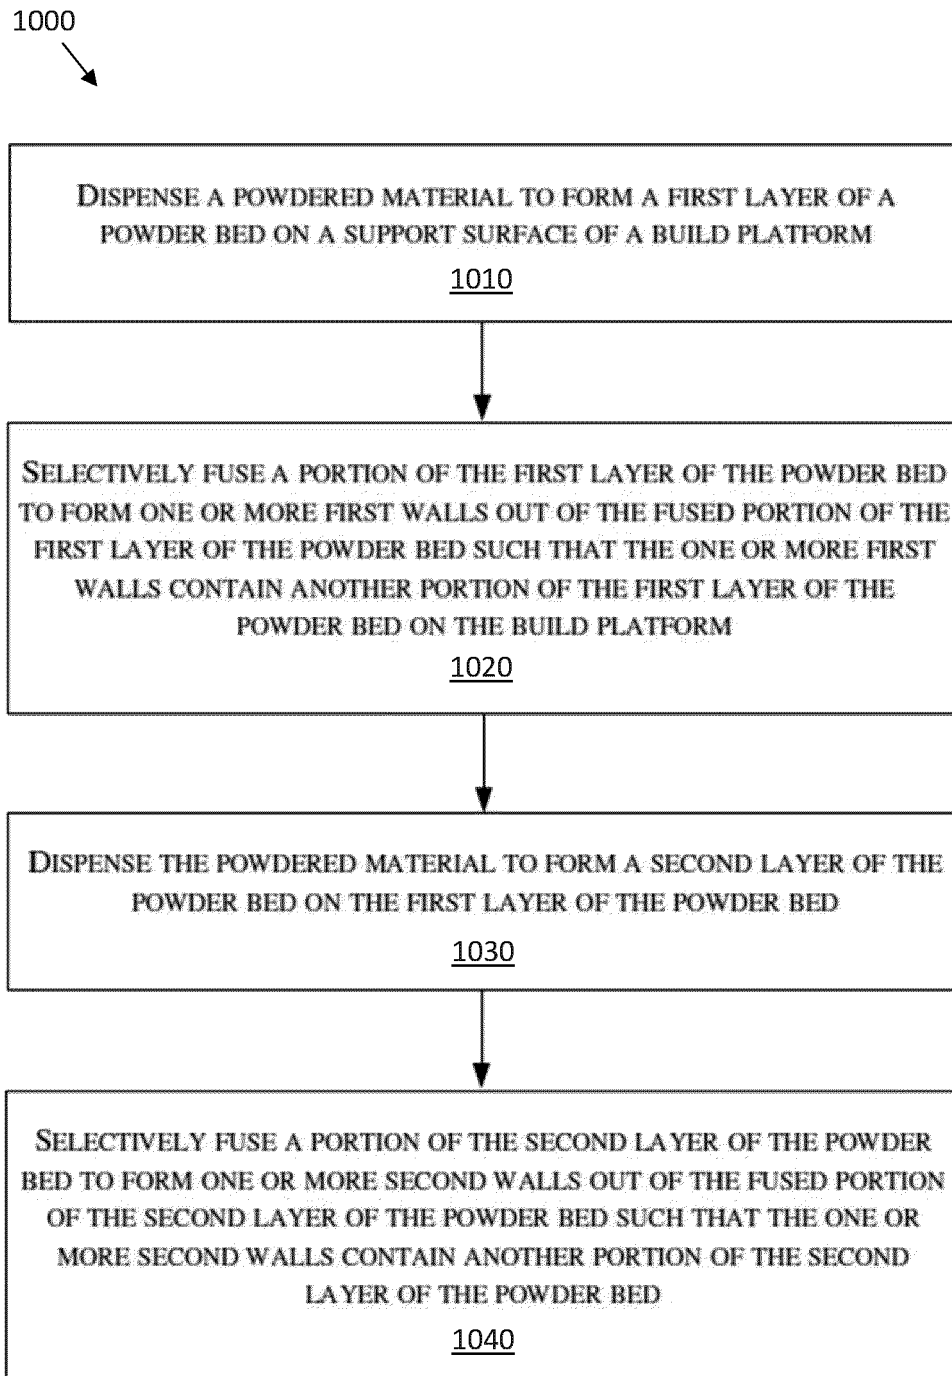 1000
DISPENSE A POWDERED MATERIAL TO FORM A FIRST LAYER OF A
POWDER BED ON A SUPPORT SURFACE OF A BUILD PLATFORM
1010
SELECTIVELY FUSE A PORTION OF THE FIRST LAYER OF THE POWDER BED
TO FORM ONE OR MORE FIRST WALLS OUT OF THE FUSED PORTION OF THE
FIRST LAYER OF THE POWDER BED SUCH THAT THE ONE OR MORE FIRST
WALLS CONTAIN ANOTHER PORTION OF THE FIRST LAYER OF THE
POWDER BED ON THE BUILD PLATFORM
1020
DISPENSE THE POWDERED MATERIAL TO FORM A SECOND LAYER OF THE
POWDER BED ON THE FIRST LAYER OF THE POWDER BED
1030
SELECTIVELY FUSE A PORTION OF THE SECOND LAYER OF THE POWDER
BED TO FORM ONE OR MORE SECOND WALLS OUT OF THE FUSED PORTION
OF THE SECOND LAYER OF THE POWDER BED SUCH THAT THE ONE OR
MORE SECOND WALLS CONTAIN ANOTHER PORTION OF THE SECOND
LAYER OF THE POWDER BED
1040